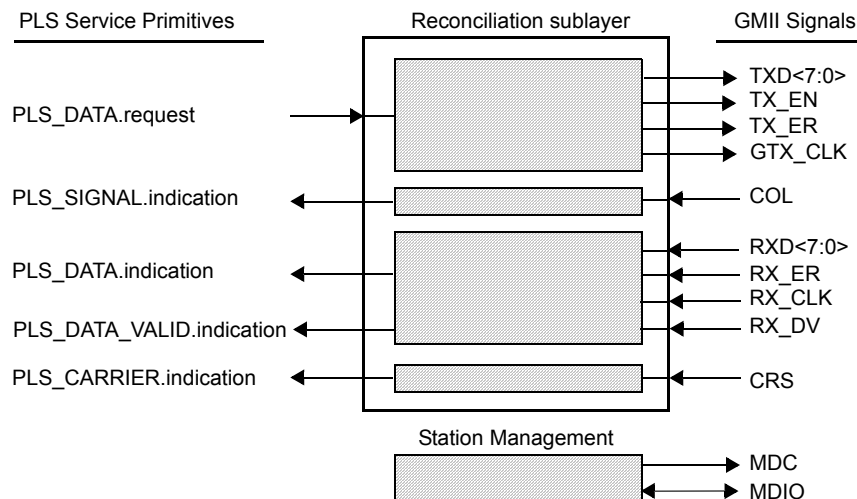 PLS Service Primitives
Reconciliation sublayer
GMII Signals
PLS_DATA.request
TXD<7:0>
TX_EN
TX_ER
GTX_CLK
PLS_SIGNAL.indication
COL
PLS_DATA.indication
RXD<7:0>
RX_ER
RX_CLK
PLS_DATA_VALID.indication
RX_DV
PLS_CARRIER.indication
CRS
Station Management
MDC
MDIO